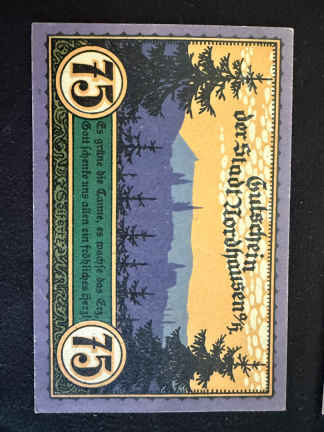 Gutschein
der Stadt Nordhausen a/H.
75
Es grüne die Tanne, es wachse das Erz,
Gott schenke uns allen ein fröhliches Herz!
75